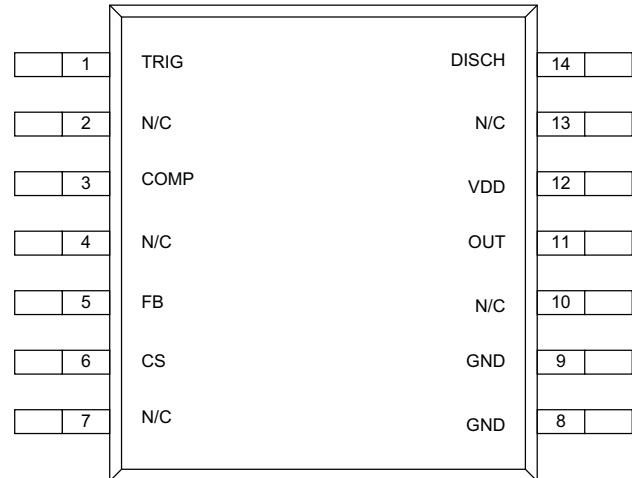 1 TRIG DISCH 14
2 N/C N/C 13
3 COMP VDD 12
4 N/C OUT 11
5 FB N/C 10
6 CS GND 9
7 N/C GND 8